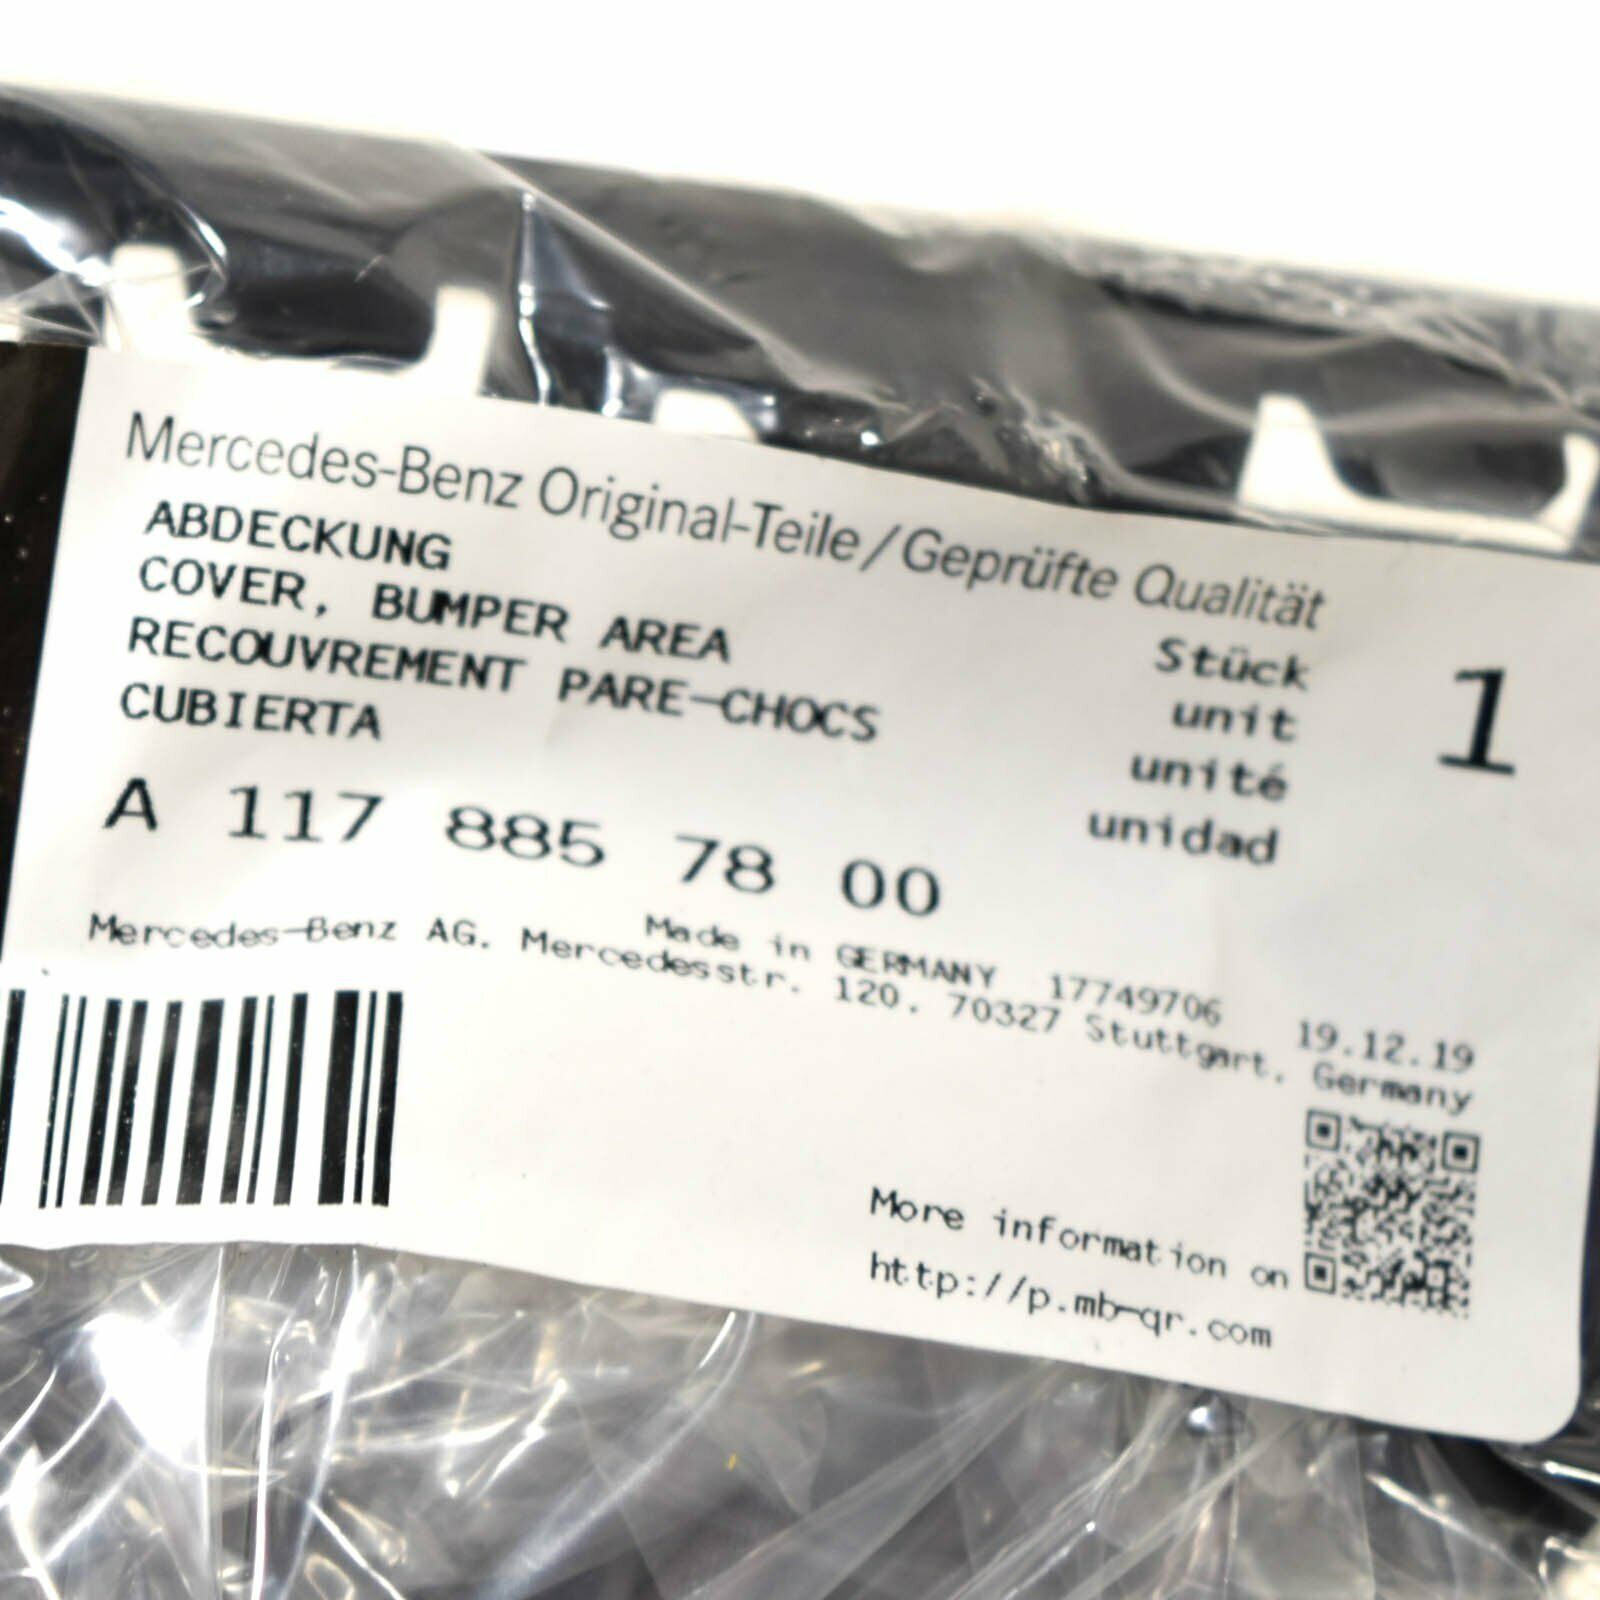 Mercedes-Benz Original-Teile / Geprüfte Qualität
ABDECKUNG
COVER, BUMPER AREA
RECOUVREMENT PARE-CHOCS
CUBIERTA
Stück
unit
unité
unidad
1
A 117 885 78 00
Made in GERMANY 17749706 19.12.19
Mercedes-Benz AG. Mercedesstr. 120. 70327 Stuttgart. Germany
More information on
http://p.mb-qr.com